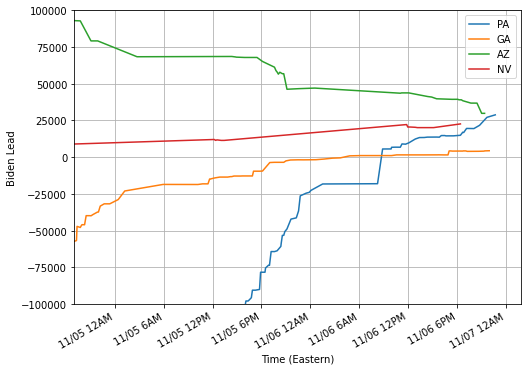 100000
75000
50000
25000
0
−25000
−50000
−75000
−100000
Biden Lead
PA
GA
AZ
NV
11/05 12AM
11/05 6AM
11/05 12PM
11/05 6PM
11/06 12AM
11/06 6AM
11/06 12PM
11/06 6PM
11/07 12AM
Time (Eastern)